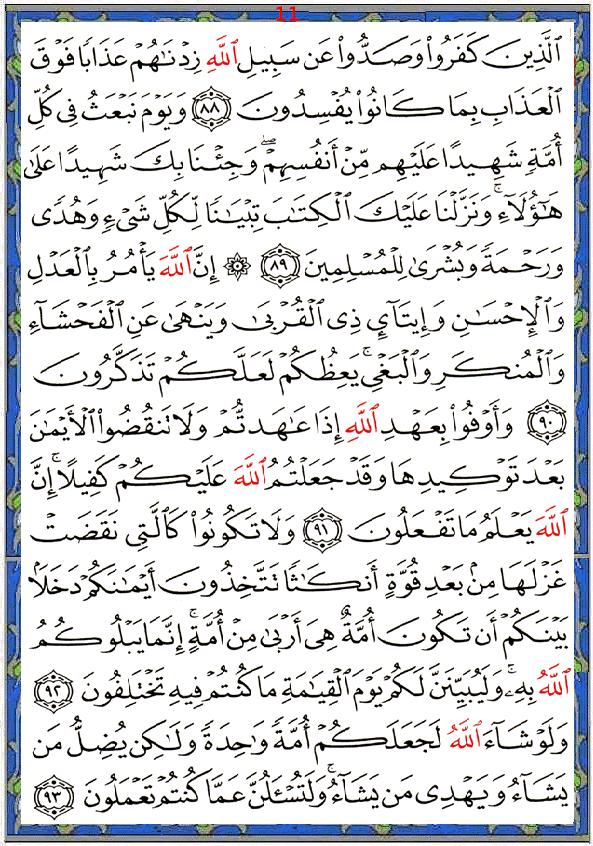 11
ٱلَّذِينَ كَفَرُوا۟ وَصَدُّوا۟ عَن سَبِيلِ ٱللَّهِ زِدْنَـٰهُمْ عَذَابًا فَوْقَ
ٱلْعَذَابِ بِمَا كَانُوا۟ يُفْسِدُونَ ٨٨ وَيَوْمَ نَبْعَثُ فِى كُلِّ
أُمَّةٍ شَهِيدًا عَلَيْهِم مِّنْ أَنفُسِهِمْ ۖ وَجِئْنَا بِكَ شَهِيدًا عَلَىٰ
هَـٰٓؤُلَآءِ ۚ وَنَزَّلْنَا عَلَيْكَ ٱلْكِتَـٰبَ تِبْيَـٰنًا لِّكُلِّ شَىْءٍ وَهُدًى
وَرَحْمَةً وَبُشْرَىٰ لِلْمُسْلِمِينَ ٨٩ ۞ إِنَّ ٱللَّهَ يَأْمُرُ بِٱلْعَدْلِ
وَٱلْإِحْسَـٰنِ وَإِيتَآئِ ذِى ٱلْقُرْبَىٰ وَيَنْهَىٰ عَنِ ٱلْفَحْشَآءِ
وَٱلْمُنكَرِ وَٱلْبَغْىِ ۚ يَعِظُكُمْ لَعَلَّكُمْ تَذَكَّرُونَ
٩٠ وَأَوْفُوا۟ بِعَهْدِ ٱللَّهِ إِذَا عَـٰهَدتُّمْ وَلَا تَنقُضُوا۟ ٱلْأَيْمَـٰنَ
بَعْدَ تَوْكِيدِهَا وَقَدْ جَعَلْتُمُ ٱللَّهَ عَلَيْكُمْ كَفِيلًا ۚ إِنَّ
ٱللَّهَ يَعْلَمُ مَا تَفْعَلُونَ ٩١ وَلَا تَكُونُوا۟ كَٱلَّتِى نَقَضَتْ
غَزْلَهَا مِنۢ بَعْدِ قُوَّةٍ أَنكَـٰثًا تَتَّخِذُونَ أَيْمَـٰنَكُمْ دَخَلًۢا
بَيْنَكُمْ أَن تَكُونَ أُمَّةٌ هِىَ أَرْبَىٰ مِنْ أُمَّةٍ ۚ إِنَّمَا يَبْلُوكُمُ
ٱللَّهُ بِهِۦ ۚ وَلَيُبَيِّنَنَّ لَكُمْ يَوْمَ ٱلْقِيَـٰمَةِ مَا كُنتُمْ فِيهِ تَخْتَلِفُونَ ٩٢
وَلَوْ شَآءَ ٱللَّهُ لَجَعَلَكُمْ أُمَّةً وَٰحِدَةً وَلَـٰكِن يُضِلُّ مَن
يَشَآءُ وَيَهْدِى مَن يَشَآءُ ۚ وَلَتُسْـَٔلُنَّ عَمَّا كُنتُمْ تَعْمَلُونَ ٩٣